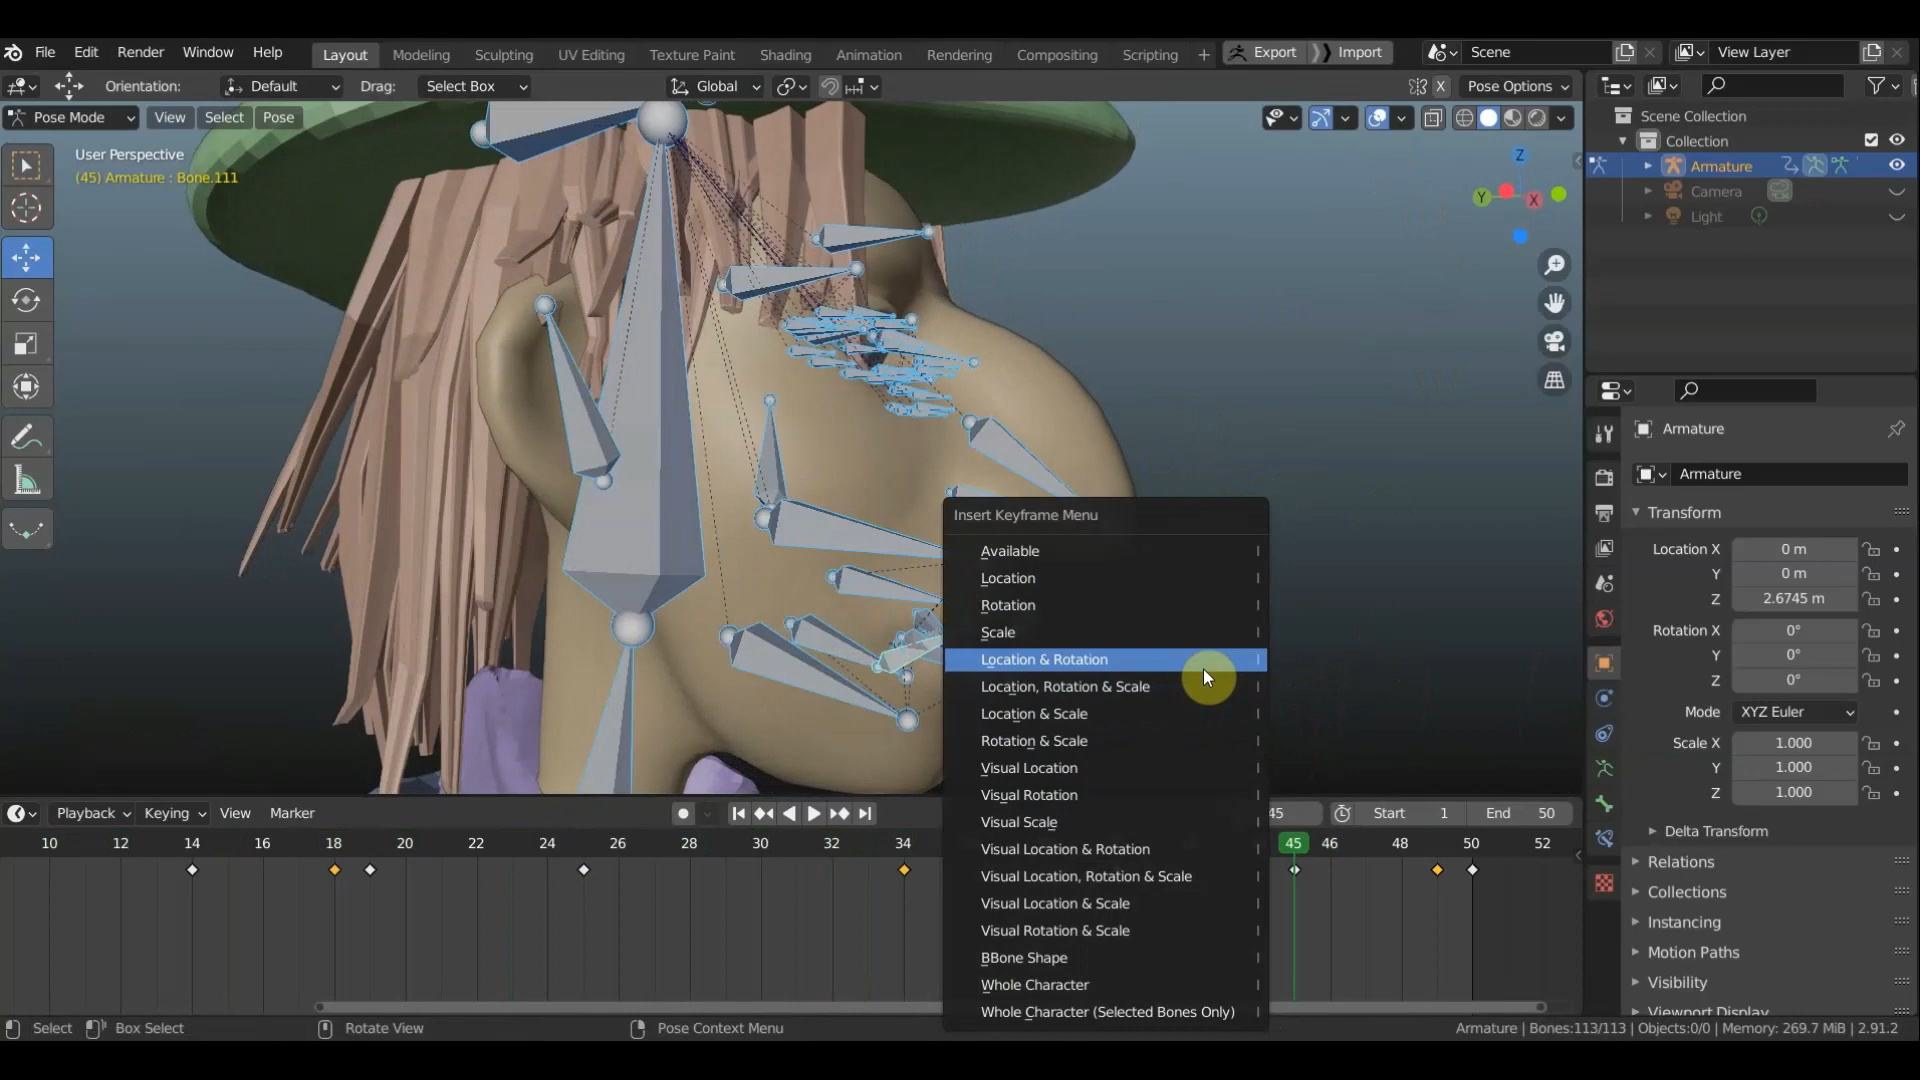 File Edit Render Window Help Layout Modeling Sculpting UV Editing Texture Paint Shading Animation Rendering Compositing Scripting + Export Import Scene View Layer
Orientation: Default Drag: Select Box Global X Pose Options
Pose Mode View Select Pose
User Perspective
(45) Armature : Bone.111
Z
Y
X
Scene Collection
Collection
Armature
Camera
Light
Armature
Armature
Transform
Location X 0 m
Y 0 m
Z 2.6745 m
Rotation X 0°
Y 0°
Z 0°
Mode XYZ Euler
Scale X 1.000
Y 1.000
Z 1.000
Delta Transform
Relations
Collections
Instancing
Motion Paths
Visibility
Viewport Display
Insert Keyframe Menu
Available I
Location I
Rotation I
Scale I
Location & Rotation I
Location, Rotation & Scale I
Location & Scale I
Rotation & Scale I
Visual Location I
Visual Rotation I
Visual Scale I
Visual Location & Rotation I
Visual Location, Rotation & Scale I
Visual Location & Scale I
Visual Rotation & Scale I
BBone Shape I
Whole Character I
Whole Character (Selected Bones Only) I
Playback Keying View Marker 45 Start 1 End 50
10 12 14 16 18 20 22 24 26 28 30 32 34 45 46 48 50 52
Select Box Select Rotate View Pose Context Menu Armature | Bones:113/113 | Objects:0/0 | Memory: 269.7 MiB | 2.91.2